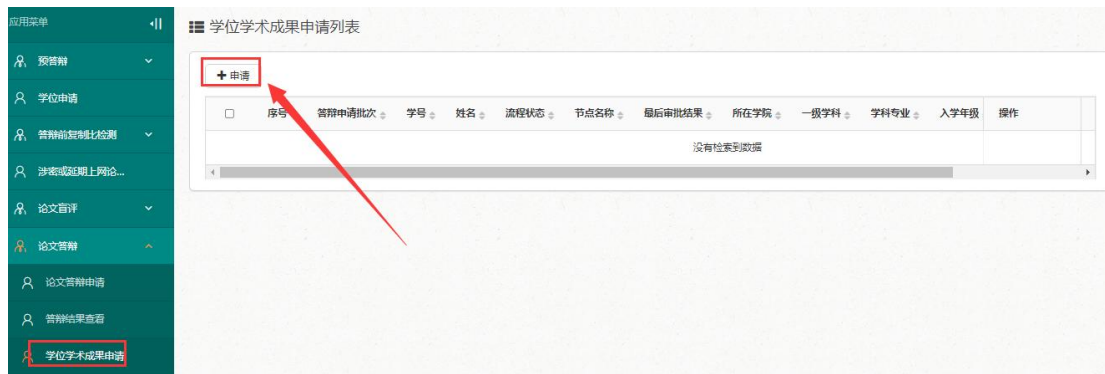 应用菜单
预答辩
学位申请
答辩前复制比检测
涉密或延期上网论...
论文盲评
论文答辩
论文答辩申请
答辩结果查看
学位学术成果申请
学位学术成果申请列表
+ 申请
序号 答辩申请批次 学号 姓名 流程状态 节点名称 最后审批结果 所在学院 一级学科 学科专业 入学年级 操作
没有检索到数据